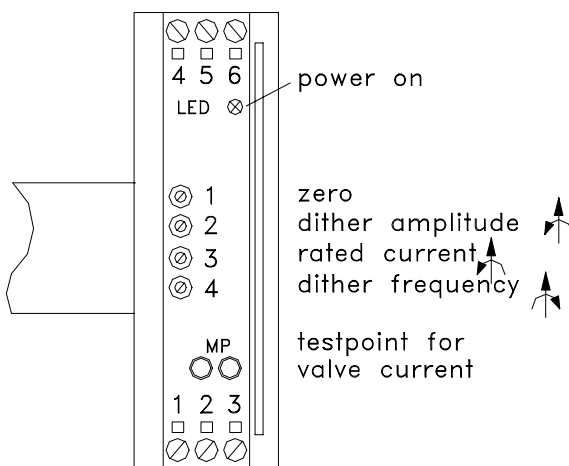 4 5 6
LED power on
1 zero
2 dither amplitude
3 rated current
4 dither frequency
MP testpoint for
valve current
1 2 3